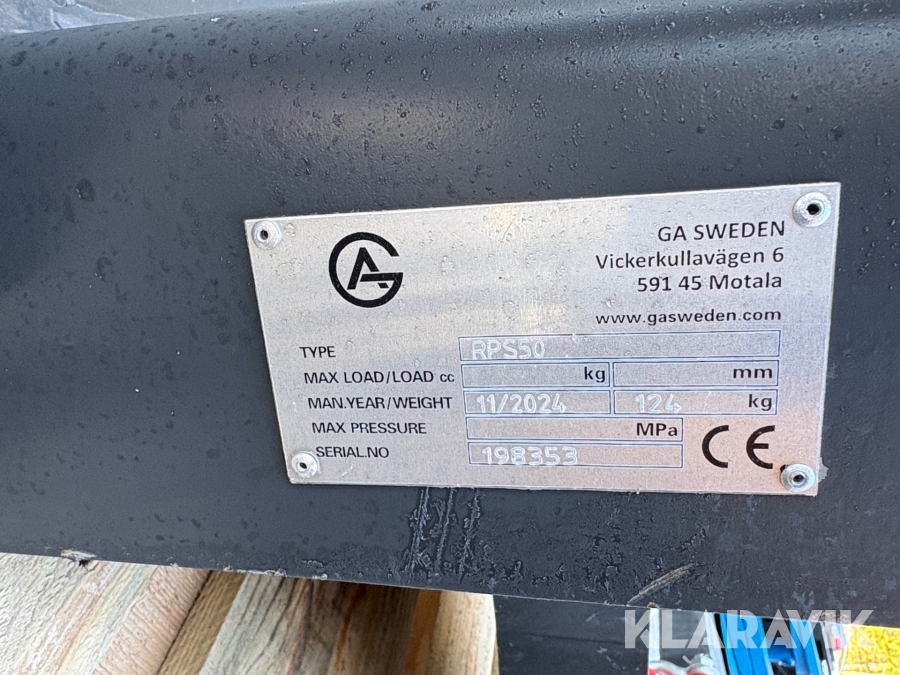 GA
GA SWEDEN
Vickerkullavägen 6
591 45 Motala
www.gasweden.com
TYPE RPS50
MAX LOAD/LOAD cc kg mm
MAN.YEAR/WEIGHT 11/2024 124 kg
MAX PRESSURE MPa
SERIAL.NO 198353
CE
KLARAVIK